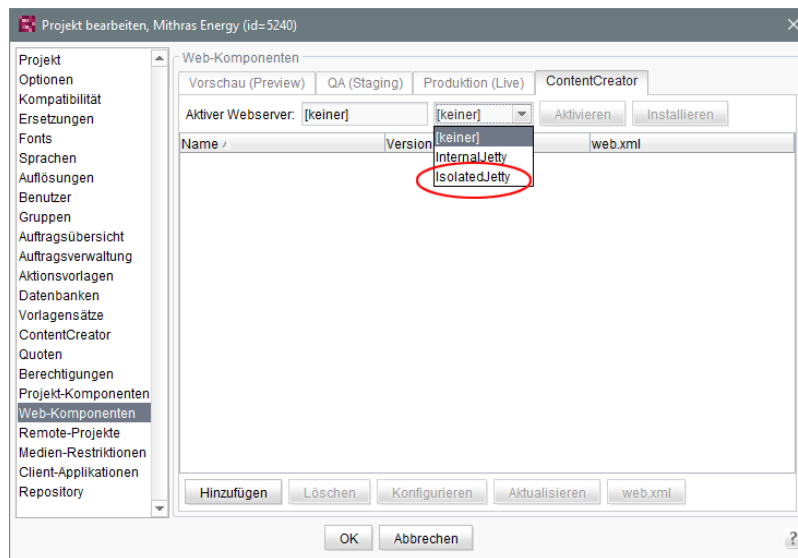 Projekt bearbeiten, Mithras Energy (id=5240)
Projekt
Optionen
Kompatibilität
Ersetzungen
Fonts
Sprachen
Auflösungen
Benutzer
Gruppen
Auftragsübersicht
Auftragsverwaltung
Aktionsvorlagen
Datenbanken
Vorlagensätze
ContentCreator
Quoten
Berechtigungen
Projekt-Komponenten
Web-Komponenten
Remote-Projekte
Medien-Restriktionen
Client-Applikationen
Repository
Web-Komponenten
Vorschau (Preview) QA (Staging) Produktion (Live) ContentCreator
Aktiver Webserver: [keiner] [keiner] Aktivieren Installieren
Name Version web.xml
[keiner]
InternalJetty
IsolatedJetty
Hinzufügen Löschen Konfigurieren Aktualisieren web.xml
OK Abbrechen ?